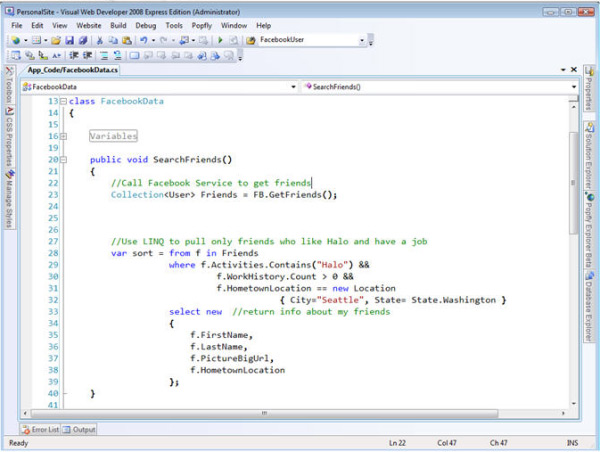 PersonalSite - Visual Web Developer 2008 Express Edition (Administrator)
File Edit View Website Build Debug Tools Popfly Window Help
FacebookUser
App_Code/FacebookData.cs
FacebookData SearchFriends()
13 class FacebookData
14 {
15
16 Variables
19
20 public void SearchFriends()
21 {
22 //Call Facebook Service to get friends
23 Collection<User> Friends = FB.GetFriends();
24
25
26
27 //Use LINQ to pull only friends who like Halo and have a job
28 var sort = from f in Friends
29 where f.Activities.Contains("Halo") &&
30 f.WorkHistory.Count > 0 &&
31 f.HometownLocation == new Location
32 { City="Seattle", State= State.Washington }
33 select new //return info about my friends
34 {
35 f.FirstName,
36 f.LastName,
37 f.PictureBigUrl,
38 f.HometownLocation
39 };
40 }
41
Toolbox
CSS Properties
Manage Styles
Properties
Solution Explorer
Popfly Explorer Beta
Database Explorer
Error List Output
Ready Ln 22 Col 47 Ch 47 INS